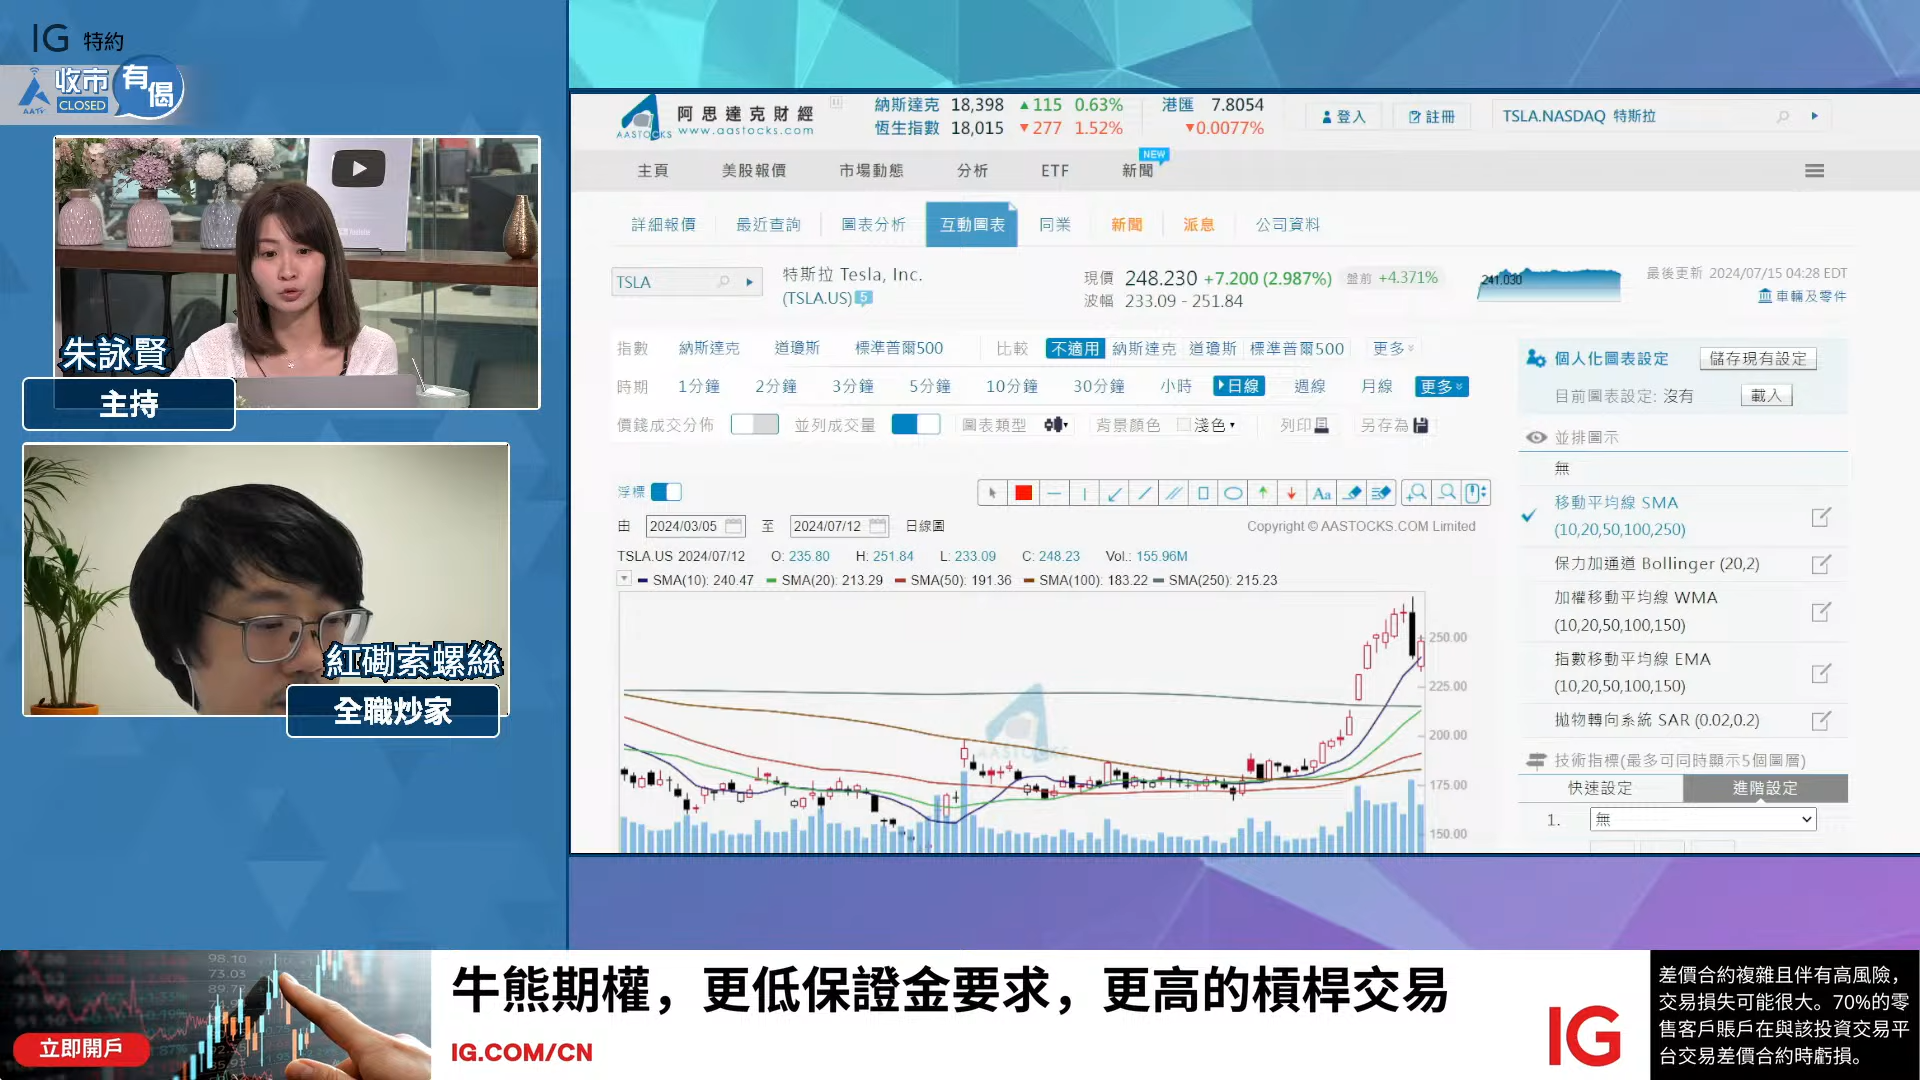 IG 特約
收市 有偈
CLOSED
AATV
朱詠賢
主持
紅磡索螺絲
全職炒家
AASTOCKS
阿思達克財經
www.aastocks.com
納斯達克 18,398 ▲115 0.63%
恆生指數 18,015 ▼277 1.52%
港匯 7.8054
▼0.0077%
登入
註冊
TSLA.NASDAQ 特斯拉
主頁 美股報價 市場動態 分析 ETF 新聞 NEW
詳細報價 最近查詢 圖表分析 互動圖表 同業 新聞 派息 公司資料
TSLA
特斯拉 Tesla, Inc.
(TSLA.US) 5
現價 248.230 +7.200 (2.987%) 盤前 +4.371%
波幅 233.09 - 251.84
241.030
最後更新 2024/07/15 04:28 EDT
車輛及零件
指數 納斯達克 道瓊斯 標準普爾500 比較 不適用 納斯達克 道瓊斯 標準普爾500 更多
時期 1分鐘 2分鐘 3分鐘 5分鐘 10分鐘 30分鐘 小時 日線 週線 月線 更多
價錢成交分佈 並列成交量 圖表類型 背景顏色 淺色 列印 另存為
個人化圖表設定 儲存現有設定
目前圖表設定: 沒有 載入
並排圖示
無
移動平均線 SMA
(10,20,50,100,250)
保力加通道 Bollinger (20,2)
加權移動平均線 WMA
(10,20,50,100,150)
指數移動平均線 EMA
(10,20,50,100,150)
拋物轉向系統 SAR (0.02,0.2)
技術指標(最多可同時顯示5個圖層)
快速設定 進階設定
1. 無
浮標
Aa
由 2024/03/05 至 2024/07/12 日線圖
Copyright © AASTOCKS.COM Limited
TSLA.US 2024/07/12 O: 235.80 H: 251.84 L: 233.09 C: 248.23 Vol.: 155.96M
SMA(10): 240.47 SMA(20): 213.29 SMA(50): 191.36 SMA(100): 183.22 SMA(250): 215.23
AASTOCKS
250.00
225.00
200.00
175.00
150.00
98.10
73.03
立即開戶
牛熊期權，更低保證金要求，更高的槓桿交易
IG.COM/CN
IG
差價合約複雜且伴有高風險，
交易損失可能很大。70%的零
售客戶賬戶在與該投資交易平
台交易差價合約時虧損。